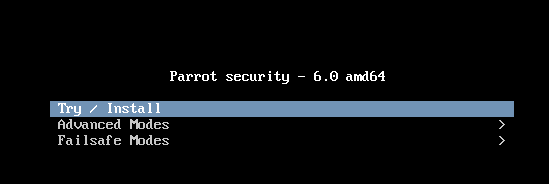 Parrot security - 6.0 amd64
Try / Install
Advanced Modes >
Failsafe Modes >